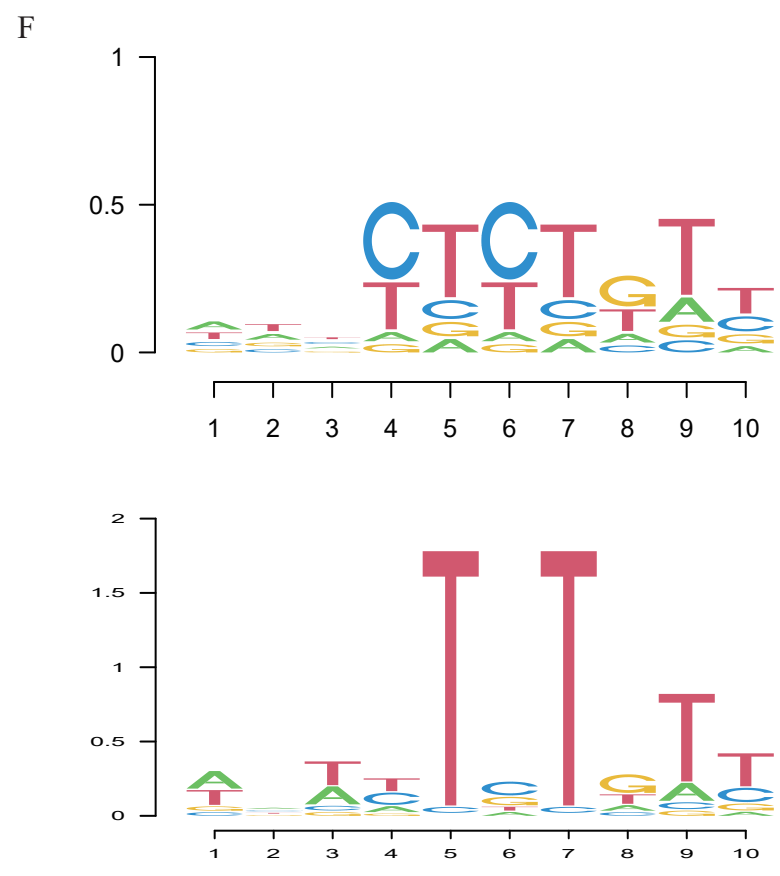 F
1
0.5
0
C T C T T
G
T C T C T A T
A G A G A G C
G A G A C C G A
A T
T A T
C G C
G C G
1 2 3 4 5 6 7 8 9 10
2
1.5
1
0.5
0
T T
T
T T
A T C G A C
T A C G T C G
G C A T A G A
C G C A C
1 2 3 4 5 6 7 8 9 10